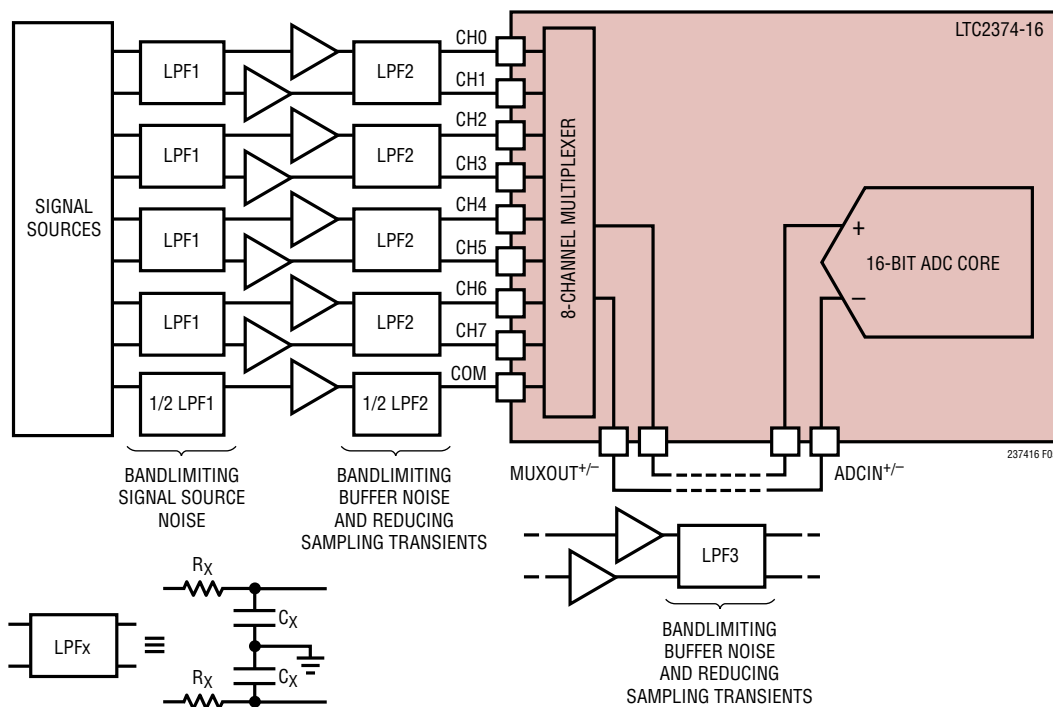 LTC2374-16
SIGNAL
SOURCES
LPF1
LPF1
LPF1
LPF1
1/2 LPF1
LPF2
LPF2
LPF2
LPF2
1/2 LPF2
CH0
CH1
CH2
CH3
CH4
CH5
CH6
CH7
COM
8-CHANNEL MULTIPLEXER
+
–
16-BIT ADC CORE
237416 F03
BANDLIMITING
SIGNAL SOURCE
NOISE
BANDLIMITING
BUFFER NOISE
AND REDUCING
SAMPLING TRANSIENTS
MUXOUT+/–
ADCIN+/–
LPF3
BANDLIMITING
BUFFER NOISE
AND REDUCING
SAMPLING TRANSIENTS
LPFx
≡
RX
CX
CX
RX